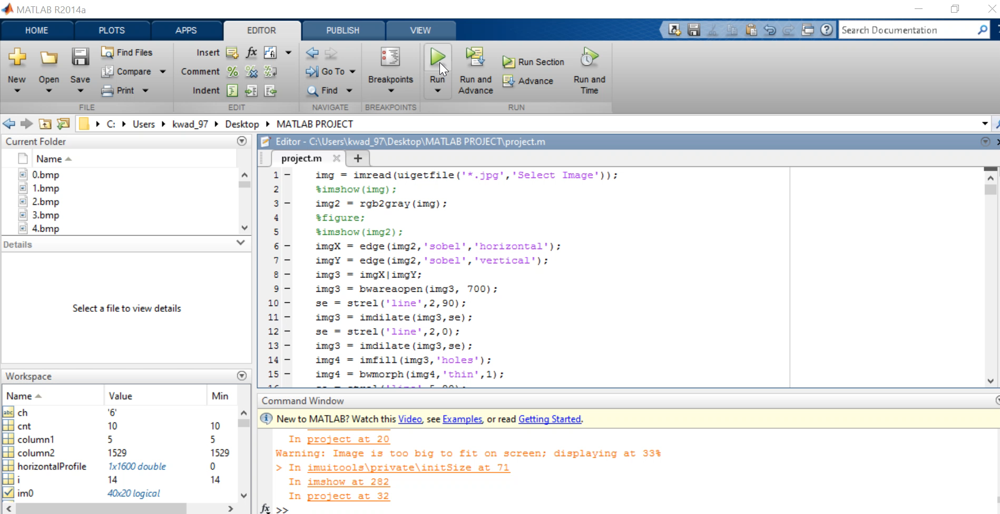 MATLAB R2014a
HOME PLOTS APPS EDITOR PUBLISH VIEW
Search Documentation
New
Open
Save
Find Files
Compare
Print
FILE
Insert
Comment
Indent
EDIT
Go To
Find
NAVIGATE
Breakpoints
BREAKPOINTS
Run
Run and
Advance
Run Section
Advance
Run and
Time
RUN
C: Users kwad_97 Desktop MATLAB PROJECT
Current Folder
Name
0.bmp
1.bmp
2.bmp
3.bmp
4.bmp
Details
Select a file to view details
Workspace
Name Value Min
abc ch '6'
cnt 10 10
column1 5 5
column2 1529 1529
horizontalProfile 1x1600 double 0
i 14 14
im0 40x20 logical
Editor - C:\Users\kwad_97\Desktop\MATLAB PROJECT\project.m
project.m
1 - img = imread(uigetfile('*.jpg','Select Image'));
2 %imshow(img);
3 - img2 = rgb2gray(img);
4 %figure;
5 %imshow(img2);
6 - imgX = edge(img2,'sobel','horizontal');
7 - imgY = edge(img2,'sobel','vertical');
8 - img3 = imgX|imgY;
9 - img3 = bwareaopen(img3, 700);
10 - se = strel('line',2,90);
11 - img3 = imdilate(img3,se);
12 - se = strel('line',2,0);
13 - img3 = imdilate(img3,se);
14 - img4 = imfill(img3,'holes');
15 - img4 = bwmorph(img4,'thin',1);
Command Window
New to MATLAB? Watch this Video, see Examples, or read Getting Started.
In project at 20
Warning: Image is too big to fit on screen; displaying at 33%
> In imuitools\private\initSize at 71
In imshow at 282
In project at 32
fx >>